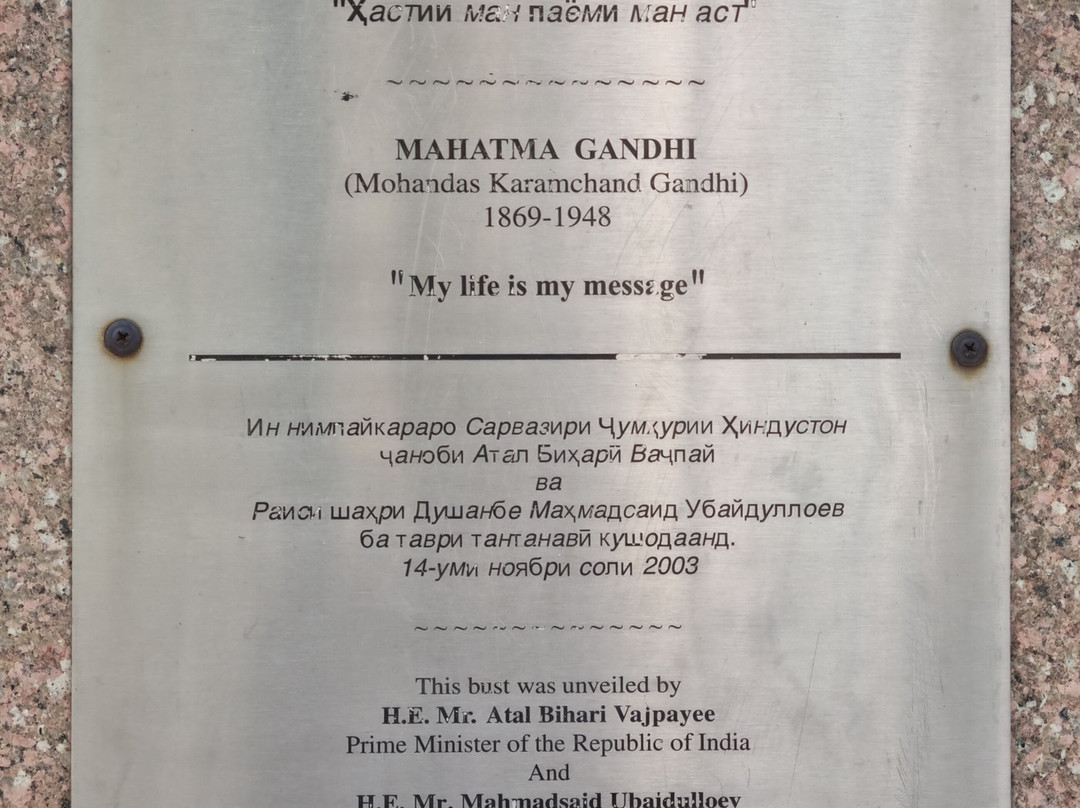 "Ҳастии ман паёми ман аст"
~~~~~~~~~~~~~~
MAHATMA GANDHI
(Mohandas Karamchand Gandhi)
1869-1948
"My life is my message"
Ин нимпайкараро Сарвазири Ҷумҳурии Ҳиндустон
ҷаноби Атал Биҳарӣ Ваҷпай
ва
Раиси шаҳри Душанбе Маҳмадсаид Убайдуллоев
ба таври тантанавӣ кушодаанд.
14-уми ноябри соли 2003
~~~~~~~~~~~~~~
This bust was unveiled by
H.E. Mr. Atal Bihari Vajpayee
Prime Minister of the Republic of India
And
H.E. Mr. Mahmadsaid Ubaidulloev